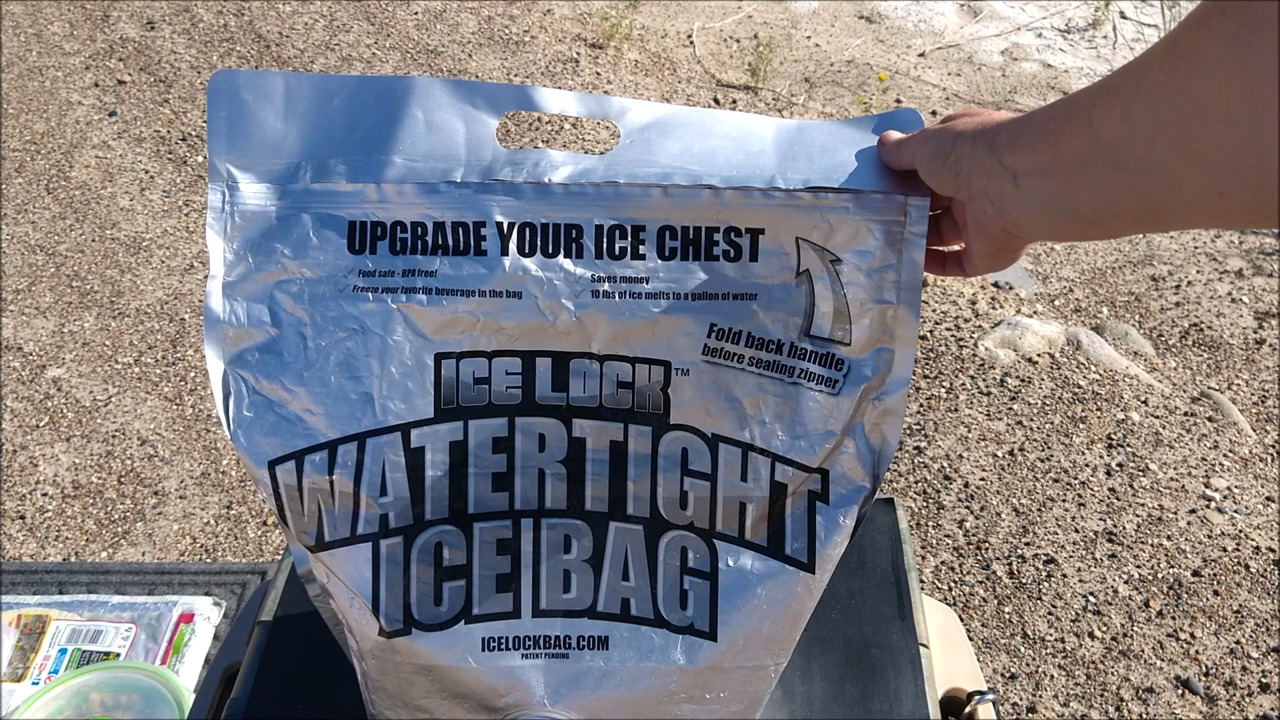 UPGRADE YOUR ICE CHEST
Food safe - BPA free!
Saves money
Freeze your favorite beverage in the bag
10 lbs of ice melts to a gallon of water
Fold back handle
before sealing zipper
ICE LOCK™
WATERTIGHT
ICE BAG
ICELOCKBAG.COM
PATENT PENDING